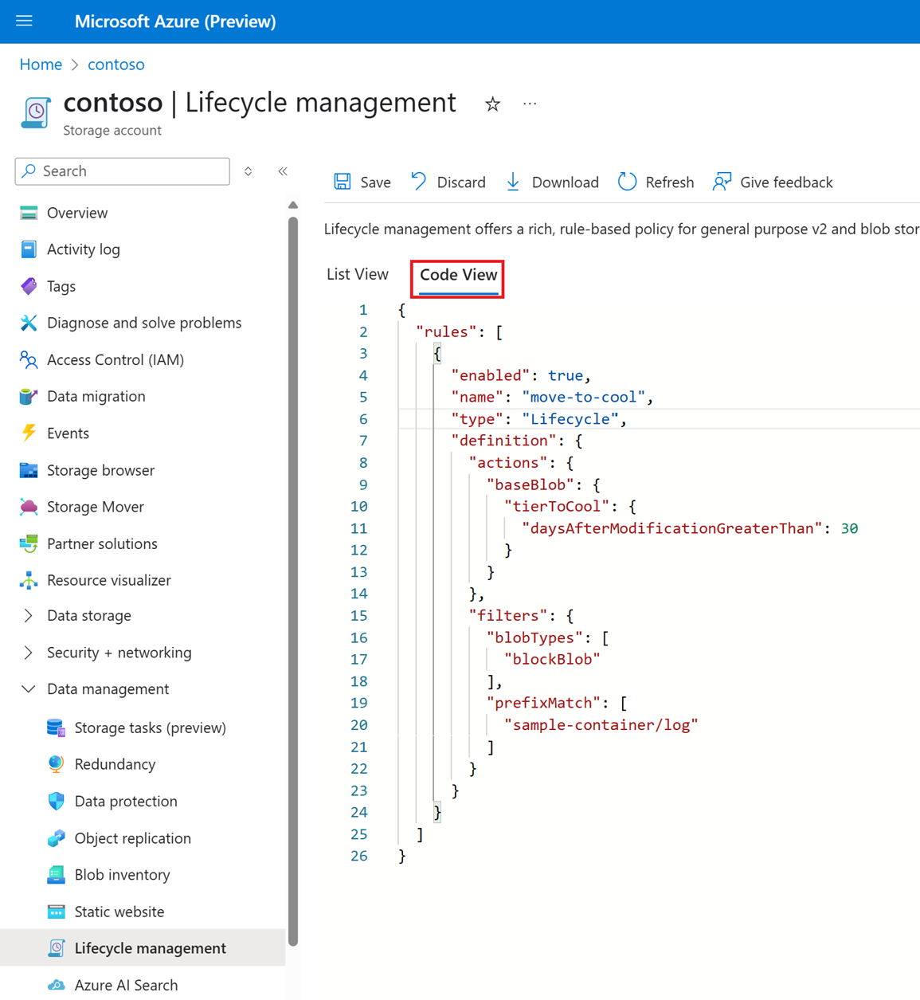 Microsoft Azure (Preview)
Home > contoso
contoso | Lifecycle management
Storage account
Search
Overview
Activity log
Tags
Diagnose and solve problems
Access Control (IAM)
Data migration
Events
Storage browser
Storage Mover
Partner solutions
Resource visualizer
Data storage
Security + networking
Data management
Storage tasks (preview)
Redundancy
Data protection
Object replication
Blob inventory
Static website
Lifecycle management
Azure AI Search
Save Discard Download Refresh Give feedback
Lifecycle management offers a rich, rule-based policy for general purpose v2 and blob stor
List View Code View
1 {
2 "rules": [
3 {
4 "enabled": true,
5 "name": "move-to-cool",
6 "type": "Lifecycle",
7 "definition": {
8 "actions": {
9 "baseBlob": {
10 "tierToCool": {
11 "daysAfterModificationGreaterThan": 30
12 }
13 }
14 },
15 "filters": {
16 "blobTypes": [
17 "blockBlob"
18 ],
19 "prefixMatch": [
20 "sample-container/log"
21 ]
22 }
23 }
24 }
25 ]
26 }